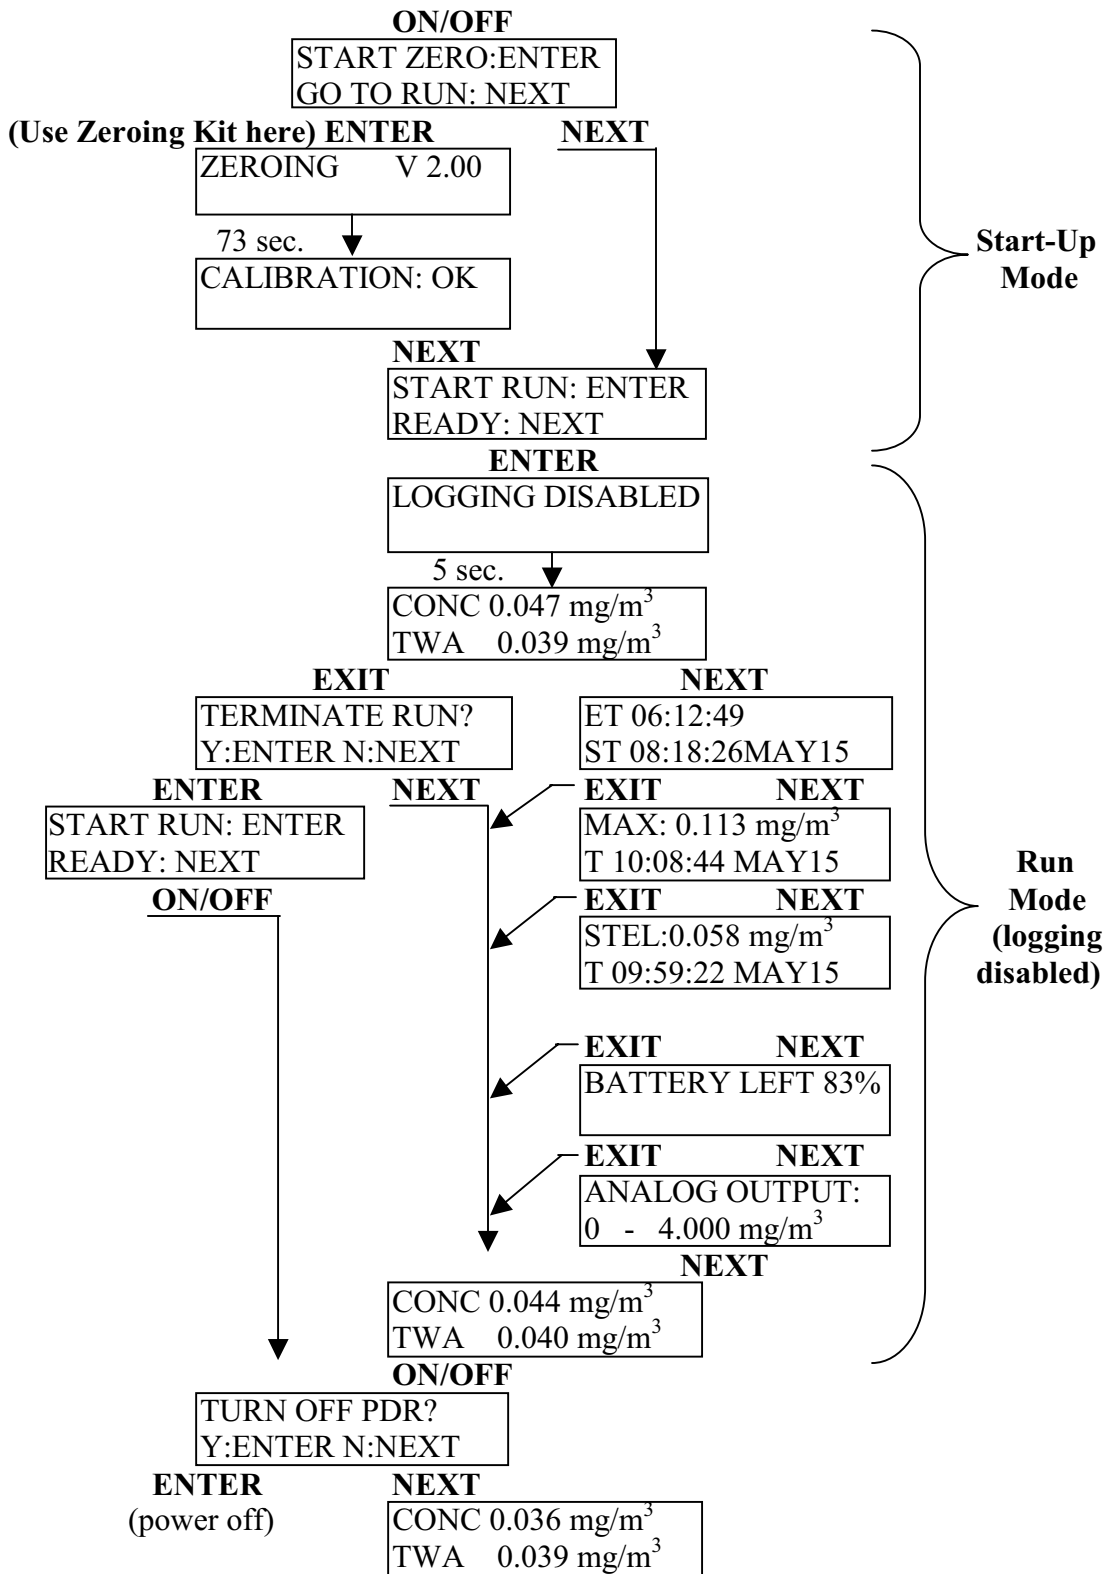 ON/OFF
START ZERO:ENTER
GO TO RUN: NEXT
(Use Zeroing Kit here) ENTER
NEXT
ZEROING V 2.00
73 sec.
CALIBRATION: OK
Start-Up
Mode
NEXT
START RUN: ENTER
READY: NEXT
ENTER
LOGGING DISABLED
5 sec.
CONC 0.047 mg/m³
TWA 0.039 mg/m³
EXIT
NEXT
TERMINATE RUN?
Y:ENTER N:NEXT
ET 06:12:49
ST 08:18:26MAY15
ENTER
NEXT
EXIT NEXT
START RUN: ENTER
READY: NEXT
MAX: 0.113 mg/m³
T 10:08:44 MAY15
ON/OFF
EXIT NEXT
STEL:0.058 mg/m³
T 09:59:22 MAY15
Run
Mode
(logging
disabled)
EXIT NEXT
BATTERY LEFT 83%
EXIT NEXT
ANALOG OUTPUT:
0 - 4.000 mg/m³
NEXT
CONC 0.044 mg/m³
TWA 0.040 mg/m³
ON/OFF
TURN OFF PDR?
Y:ENTER N:NEXT
ENTER
(power off)
NEXT
CONC 0.036 mg/m³
TWA 0.039 mg/m³